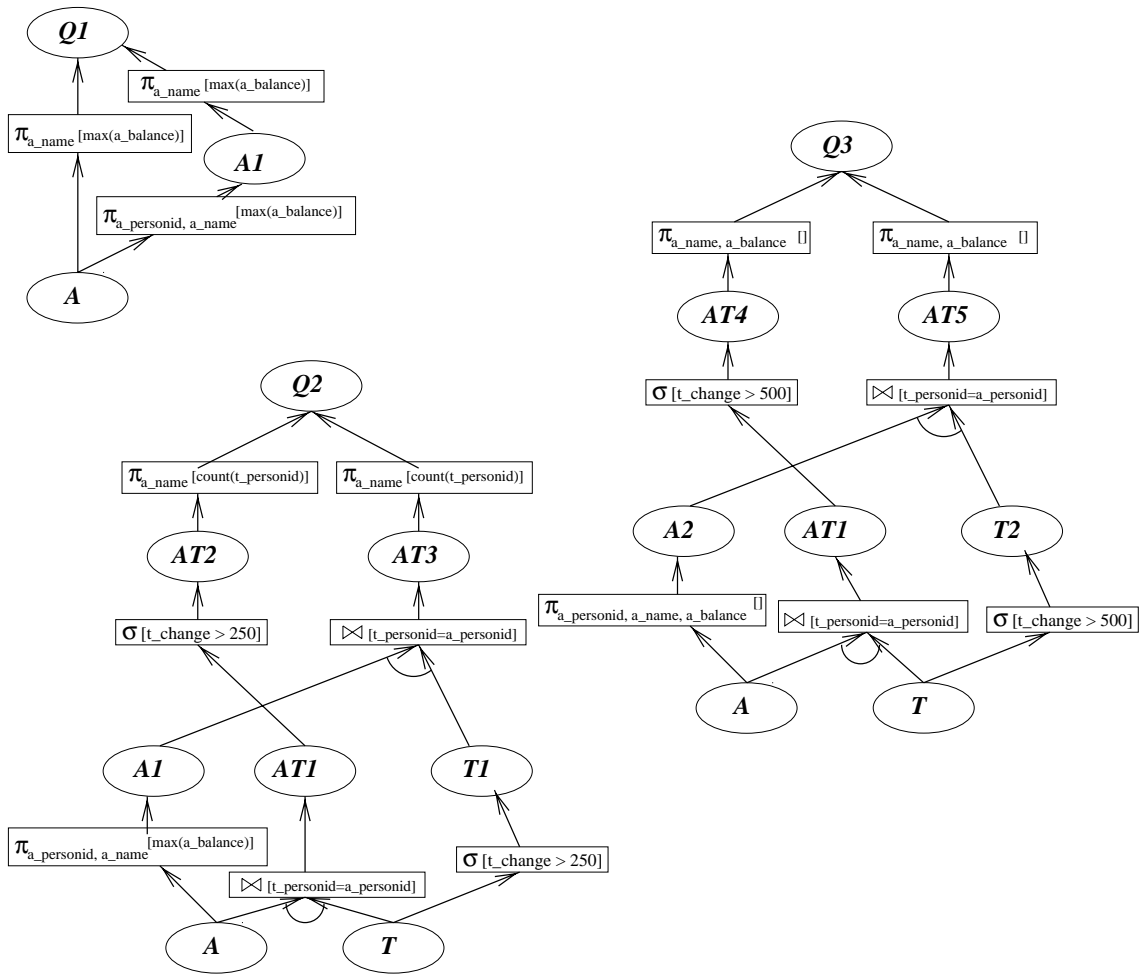 Q1
π a_name [max(a_balance)]
π a_name [max(a_balance)]
A1
π a_personid, a_name [max(a_balance)]
A
Q2
π a_name [count(t_personid)]
π a_name [count(t_personid)]
AT2
AT3
σ [t_change > 250]
⋈ [t_personid=a_personid]
A1
AT1
T1
π a_personid, a_name [max(a_balance)]
σ [t_change > 250]
⋈ [t_personid=a_personid]
A
T
Q3
π a_name, a_balance []
π a_name, a_balance []
AT4
AT5
σ [t_change > 500]
⋈ [t_personid=a_personid]
A2
AT1
T2
π a_personid, a_name, a_balance []
⋈ [t_personid=a_personid]
σ [t_change > 500]
A
T